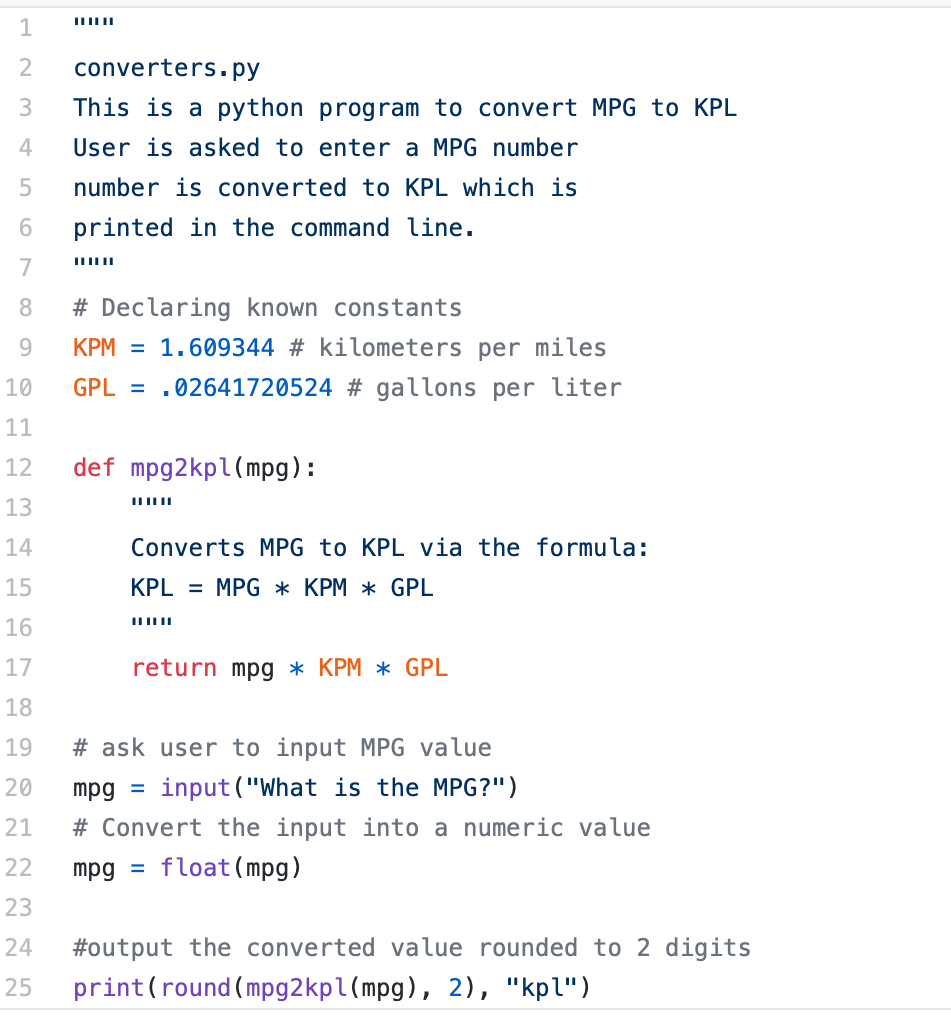 1 """
2 converters.py
3 This is a python program to convert MPG to KPL
4 User is asked to enter a MPG number
5 number is converted to KPL which is
6 printed in the command line.
7 """
8 # Declaring known constants
9 KPM = 1.609344 # kilometers per miles
10 GPL = .02641720524 # gallons per liter
11
12 def mpg2kpl(mpg):
13     """
14     Converts MPG to KPL via the formula:
15     KPL = MPG * KPM * GPL
16     """
17     return mpg * KPM * GPL
18
19 # ask user to input MPG value
20 mpg = input("What is the MPG?")
21 # Convert the input into a numeric value
22 mpg = float(mpg)
23
24 #output the converted value rounded to 2 digits
25 print(round(mpg2kpl(mpg), 2), "kpl")